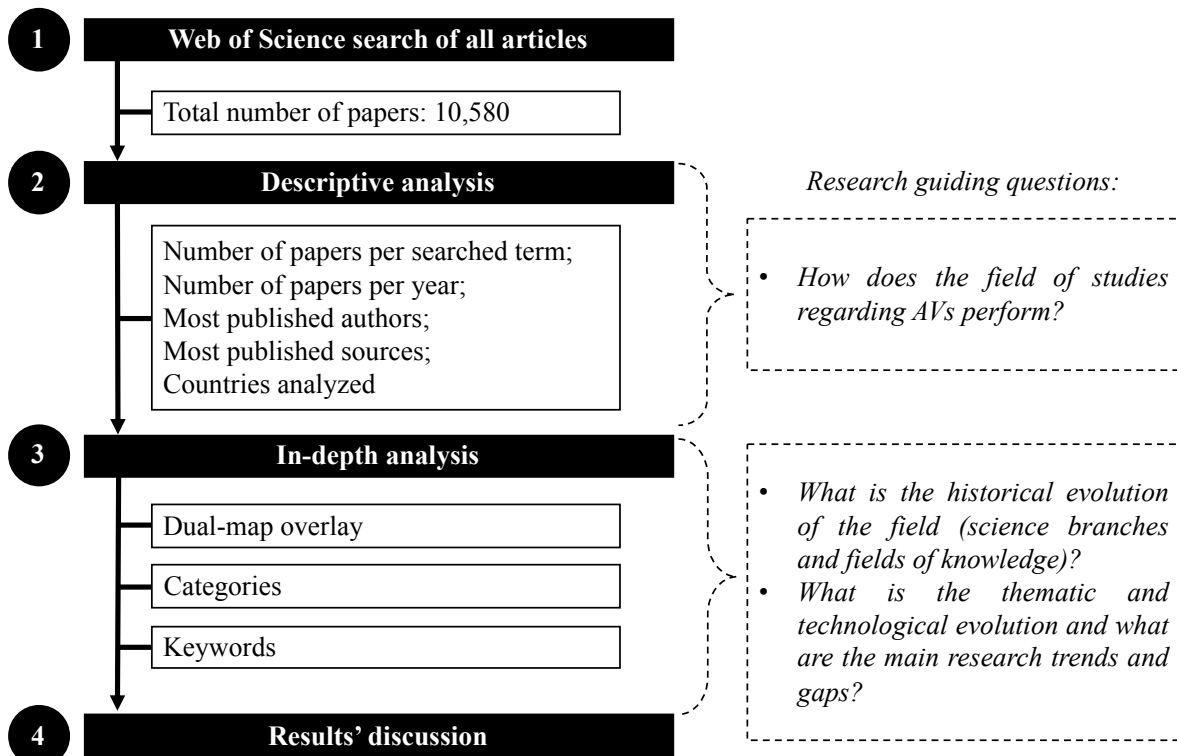 1
Web of Science search of all articles
Total number of papers: 10,580
2
Descriptive analysis
Number of papers per searched term;
Number of papers per year;
Most published authors;
Most published sources;
Countries analyzed
Research guiding questions:
• How does the field of studies
regarding AVs perform?
3
In-depth analysis
Dual-map overlay
Categories
Keywords
• What is the historical evolution
of the field (science branches
and fields of knowledge)?
• What is the thematic and
technological evolution and what
are the main research trends and
gaps?
4
Results’ discussion